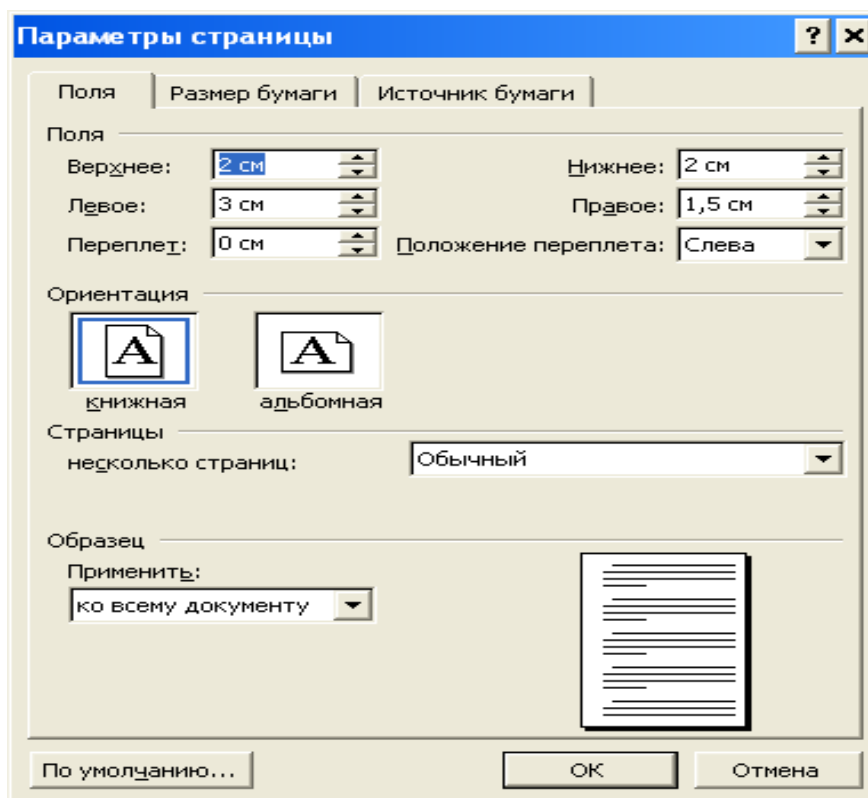 Параметры страницы ? ×
Поля Размер бумаги Источник бумаги
Поля
Верхнее: 2 см Нижнее: 2 см
Левое: 3 см Правое: 1,5 см
Переплет: 0 см Положение переплета: Слева
Ориентация
A A
книжная альбомная
Страницы
несколько страниц: Обычный
Образец
Применить:
ко всему документу
По умолчанию... ОК Отмена